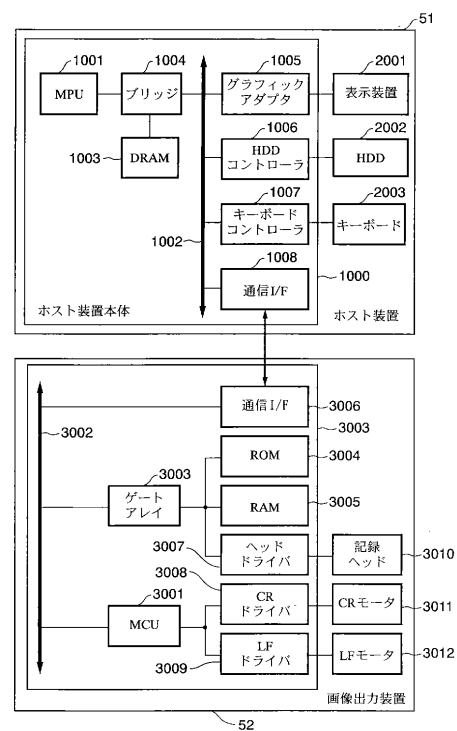 51
1001
1004
1005
2001
MPU
ブリッジ
グラフィック
アダプタ
表示装置
1006
2002
1003
DRAM
HDD
コントローラ
HDD
1007
2003
キーボード
コントローラ
キーボード
1002
1008
1000
通信I/F
ホスト装置本体
ホスト装置
通信I/F
3006
3002
3003
3003
ROM
3004
ゲート
アレイ
RAM
3005
3007
ヘッド
ドライバ
記録
ヘッド
3010
3008
3001
CR
ドライバ
CRモータ
3011
MCU
3009
LF
ドライバ
LFモータ
3012
画像出力装置
52